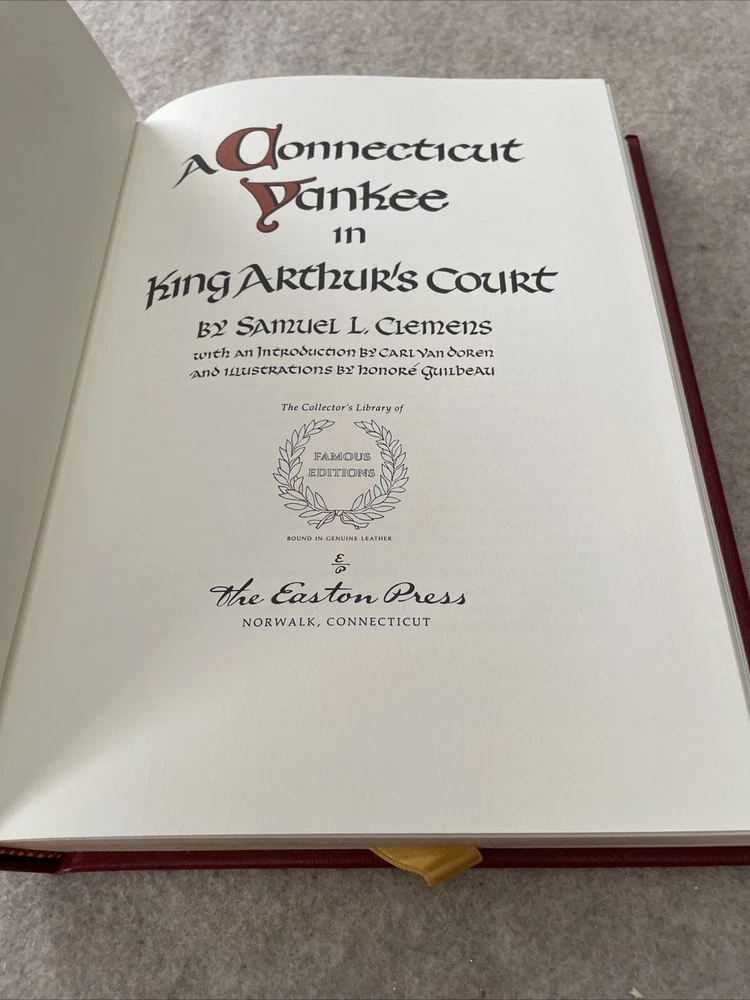 A Connecticut
Yankee
in
King Arthur's Court
By Samuel L. Clemens
with an Introduction By Carl Van Doren
and illustrations By Honoré Guilbeau
The Collector's Library of
FAMOUS
EDITIONS
BOUND IN GENUINE LEATHER
E
P
The Easton Press
NORWALK, CONNECTICUT